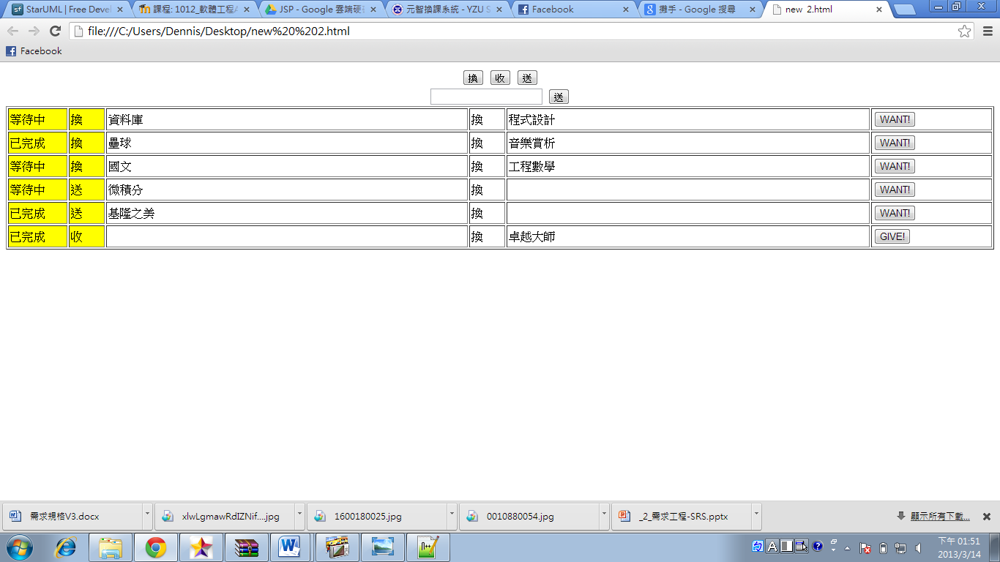 StarUML | Free Devel
課程: 1012_軟體工程A
JSP - Google 雲端硬碟
元智換課系統 - YZU S
Facebook
攤手 - Google 搜尋
new 2.html
file:///C:/Users/Dennis/Desktop/new%20%202.html
Facebook
換 收 送
送
等待中 換 資料庫 換 程式設計 WANT!
已完成 換 壘球 換 音樂賞析 WANT!
等待中 換 國文 換 工程數學 WANT!
等待中 送 微積分 換 WANT!
已完成 送 基隆之美 換 WANT!
已完成 收 換 卓越大師 GIVE!
需求規格V3.docx
xlwLgmawRdIZNif....jpg
1600180025.jpg
0010880054.jpg
_2_需求工程-SRS.pptx
顯示所有下載...
下午 01:51
2013/3/14